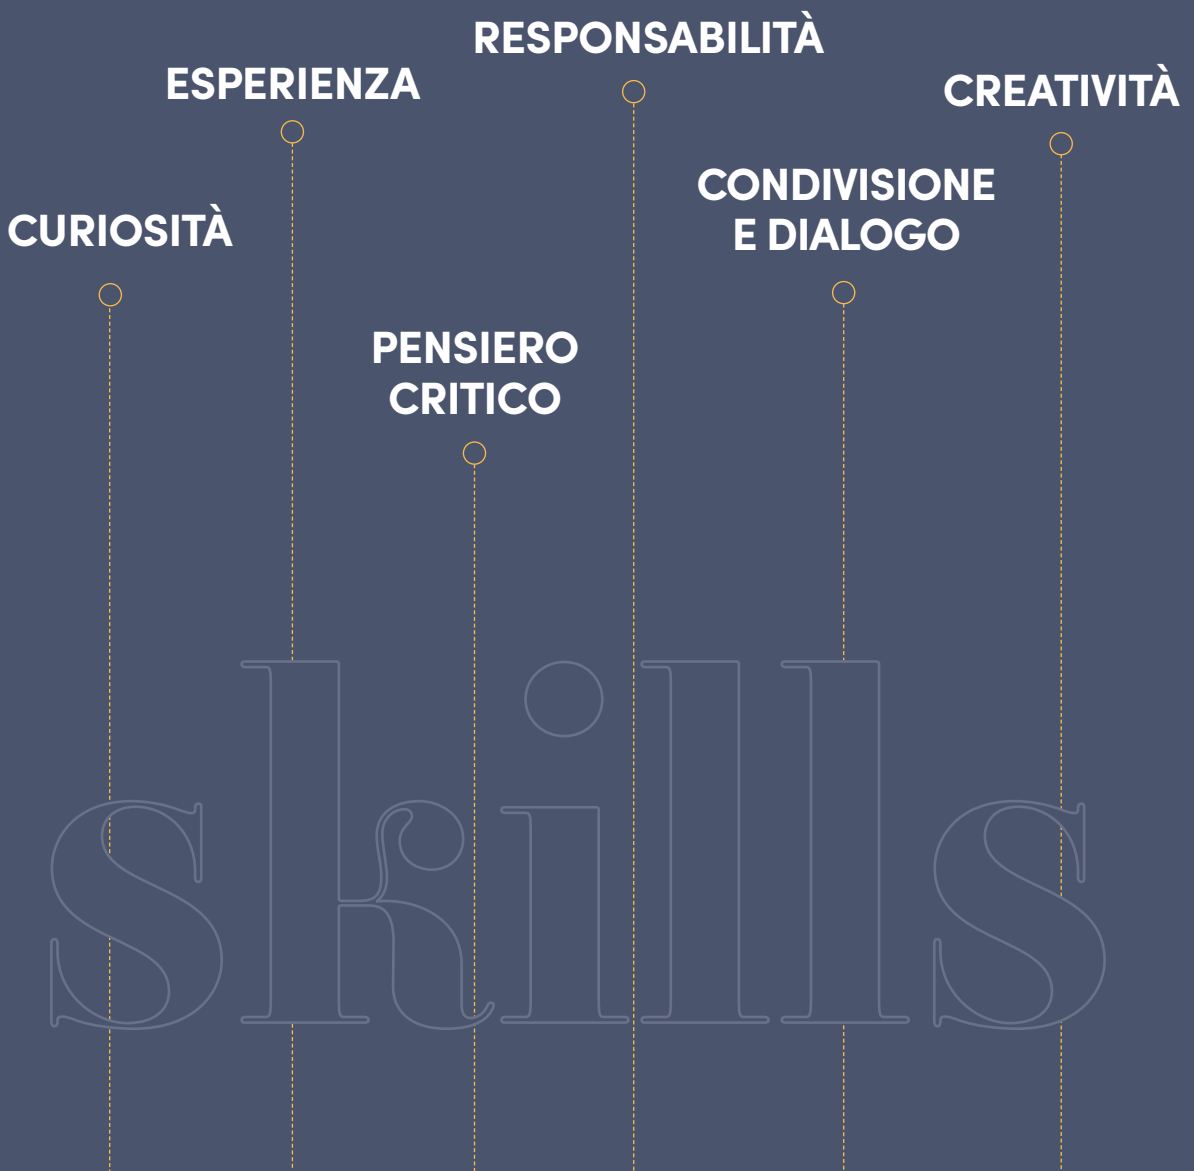 RESPONSABILITÀ
ESPERIENZA
CREATIVITÀ
CONDIVISIONE
E DIALOGO
CURIOSITÀ
PENSIERO
CRITICO
skills